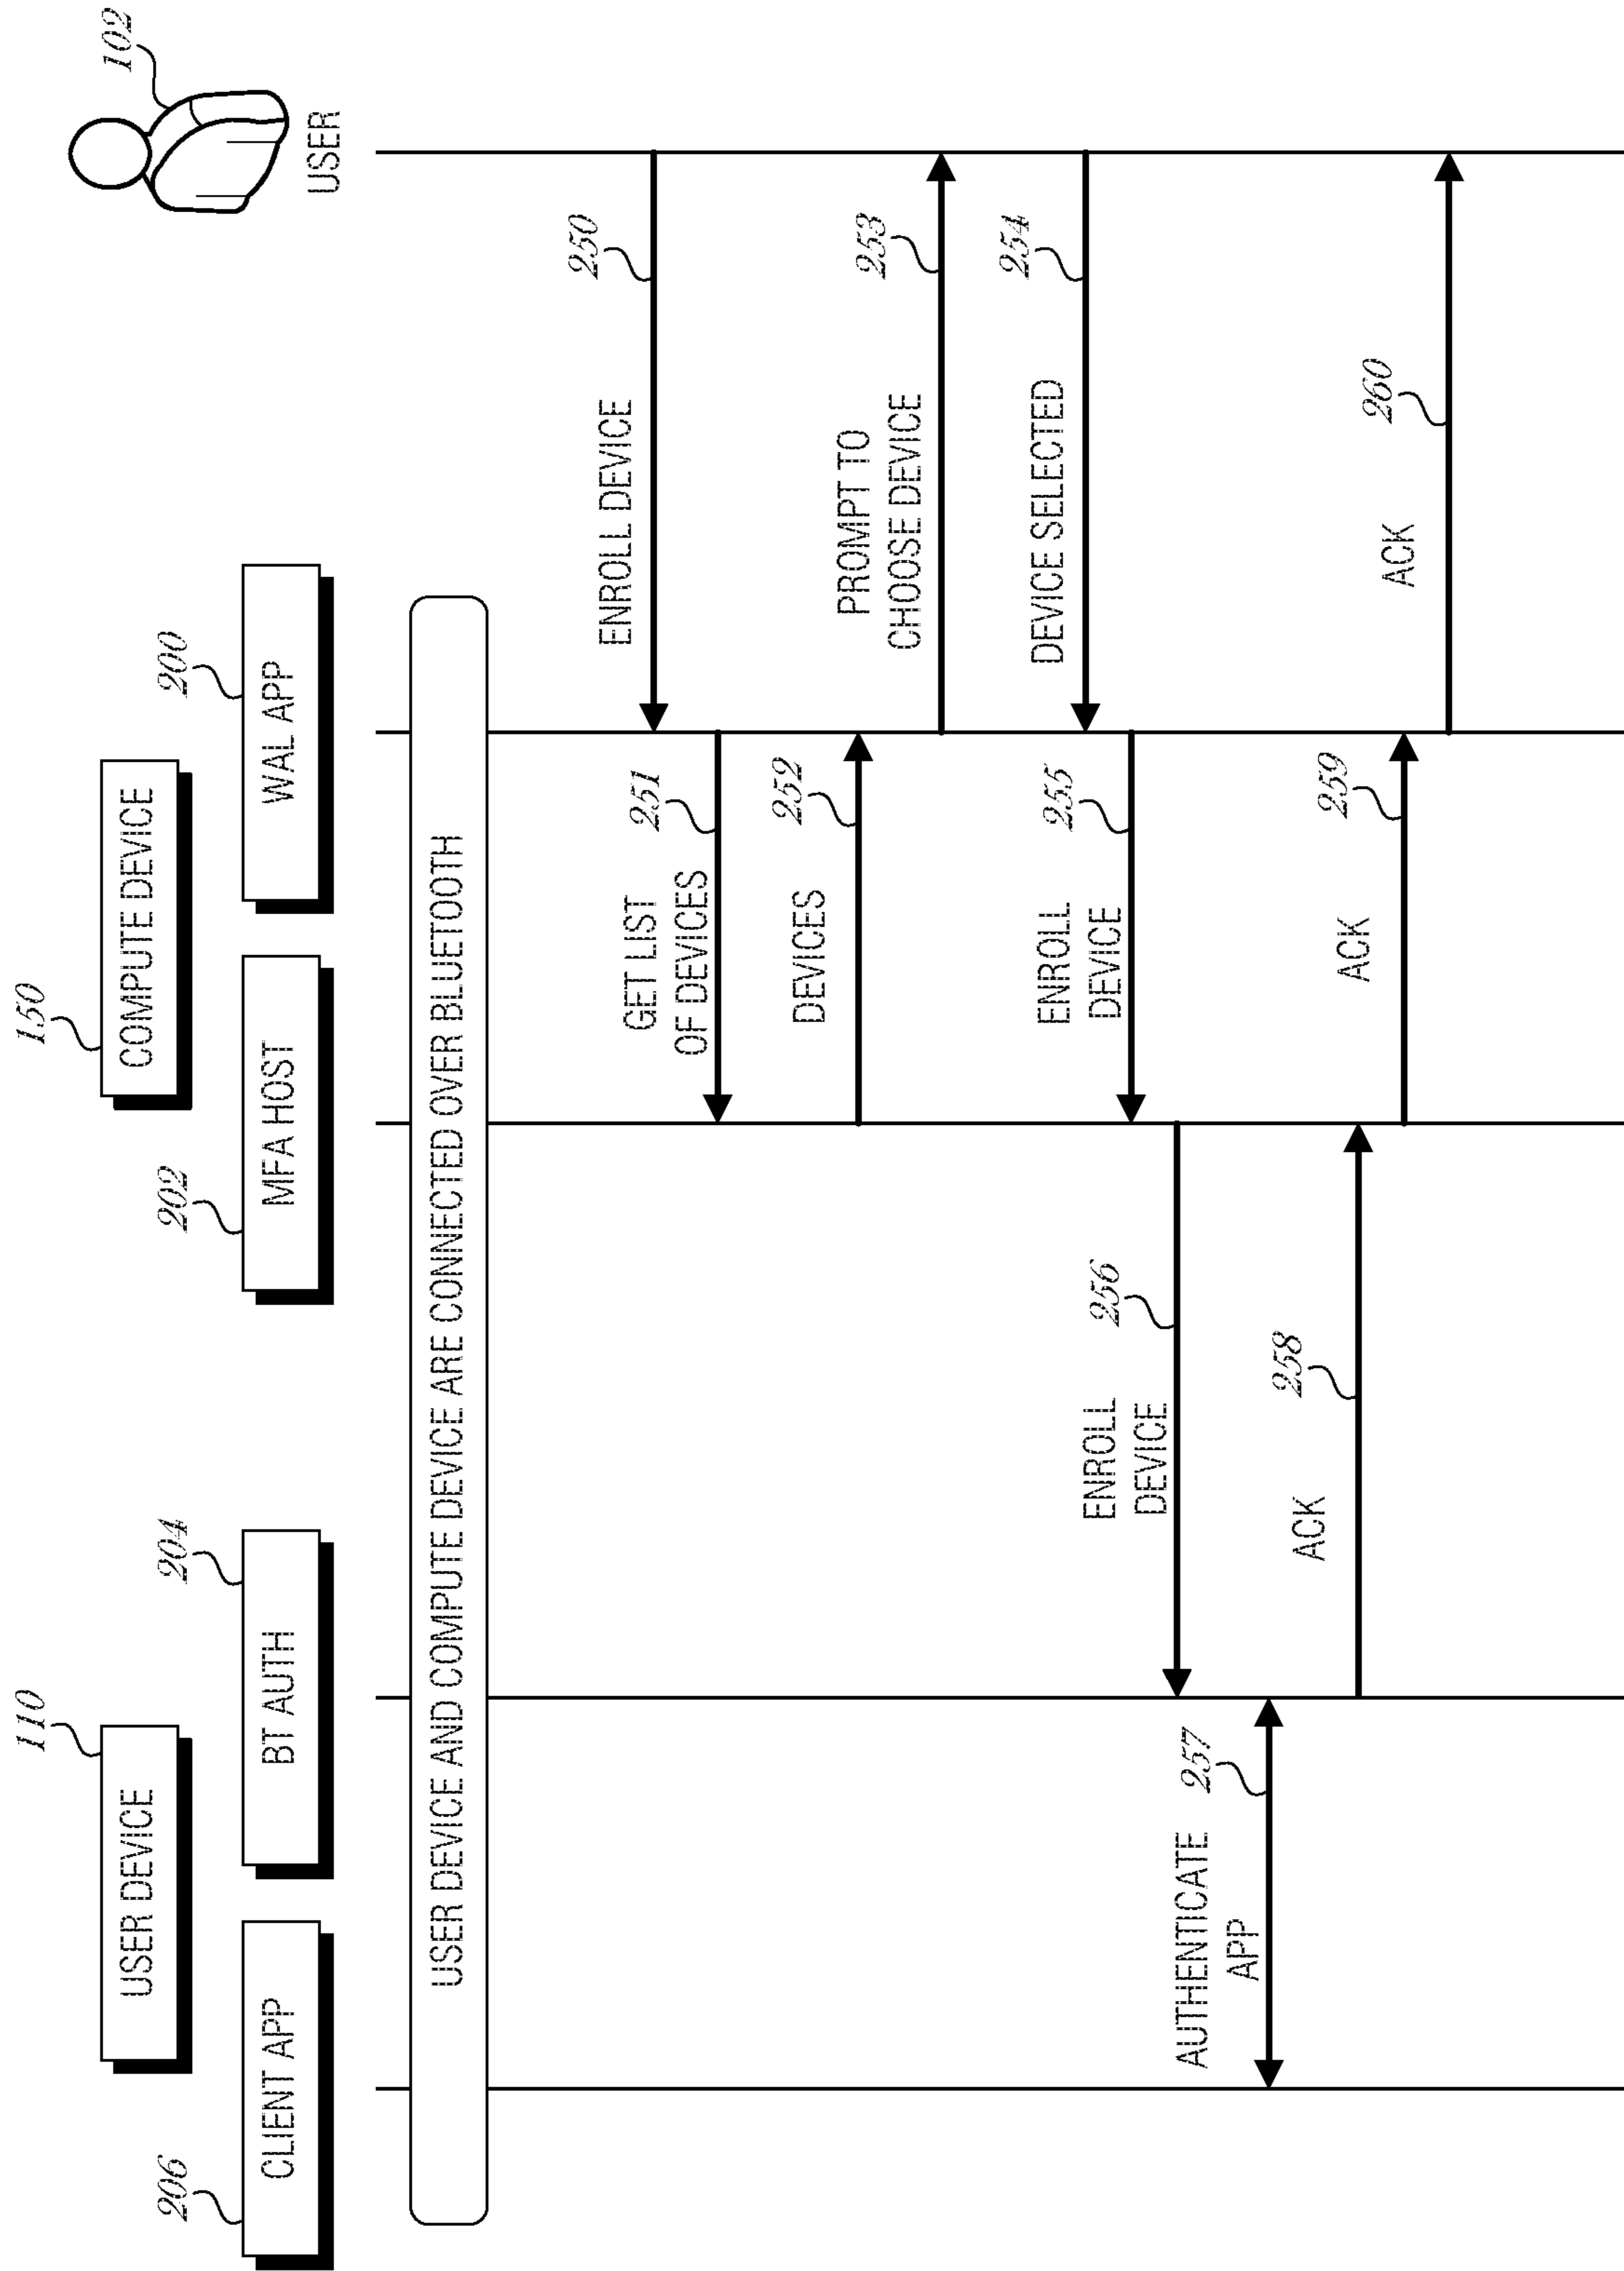 110
150
102
USER DEVICE
COMPUTE DEVICE
206
204
202
200
CLIENT APP
BT AUTH
MFA HOST
WAL APP
USER
USER DEVICE AND COMPUTE DEVICE ARE CONNECTED OVER BLUETOOTH
ENROLL DEVICE
250
GET LIST
OF DEVICES
251
DEVICES
252
PROMPT TO
CHOOSE DEVICE
253
DEVICE SELECTED
254
ENROLL
DEVICE
255
ENROLL
DEVICE
256
AUTHENTICATE
APP
257
ACK
258
ACK
259
ACK
260